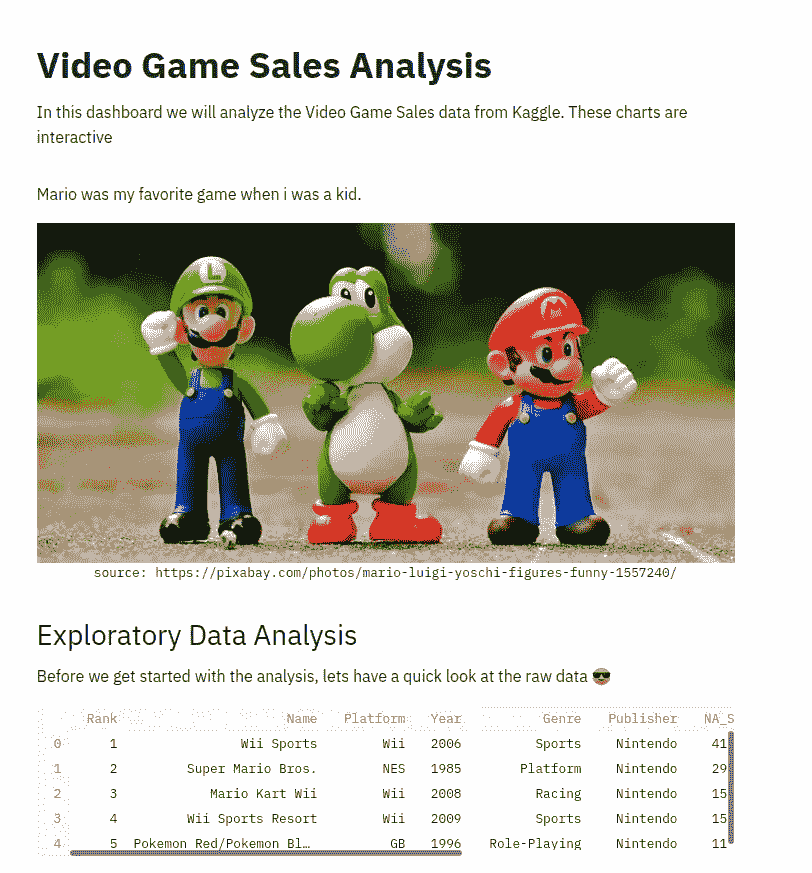 Video Game Sales Analysis
In this dashboard we will analyze the Video Game Sales data from Kaggle. These charts are
interactive
Mario was my favorite game when i was a kid.
L
M
source: https://pixabay.com/photos/mario-luigi-yoschi-figures-funny-1557240/
Exploratory Data Analysis
Before we get started with the analysis, lets have a quick look at the raw data 😎
Rank Name Platform Year Genre Publisher NA_S
0 1 Wii Sports Wii 2006 Sports Nintendo 41
1 2 Super Mario Bros. NES 1985 Platform Nintendo 29
2 3 Mario Kart Wii Wii 2008 Racing Nintendo 15
3 4 Wii Sports Resort Wii 2009 Sports Nintendo 15
4 5 Pokemon Red/Pokemon Bl… GB 1996 Role-Playing Nintendo 11